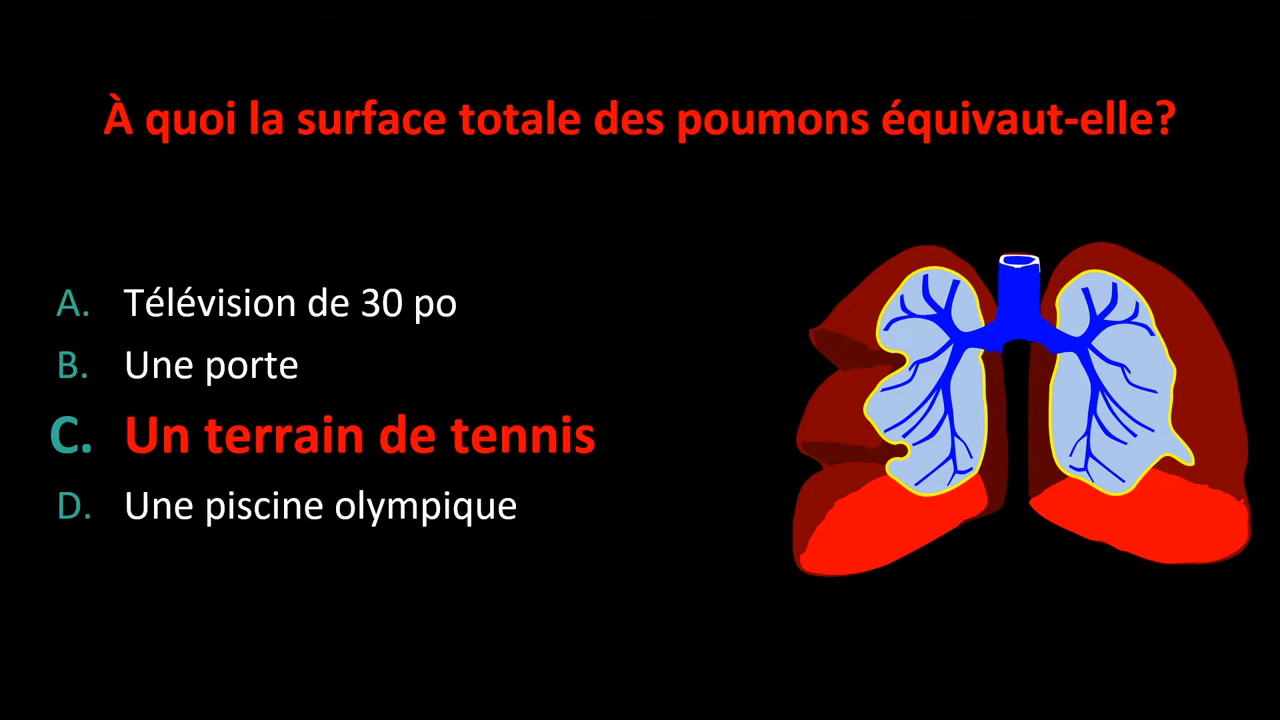 À quoi la surface totale des poumons équivaut-elle?
A. Télévision de 30 po
B. Une porte
C. Un terrain de tennis
D. Une piscine olympique